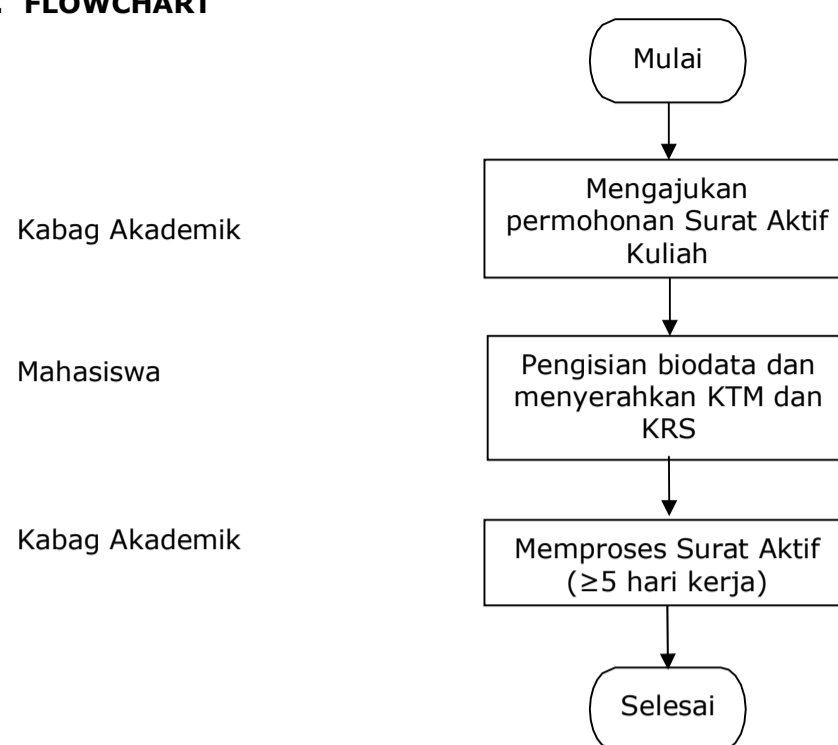 . FLOWCHART
Mulai
Kabag Akademik
Mengajukan
permohonan Surat Aktif
Kuliah
Mahasiswa
Pengisian biodata dan
menyerahkan KTM dan
KRS
Kabag Akademik
Memproses Surat Aktif
(≥5 hari kerja)
Selesai